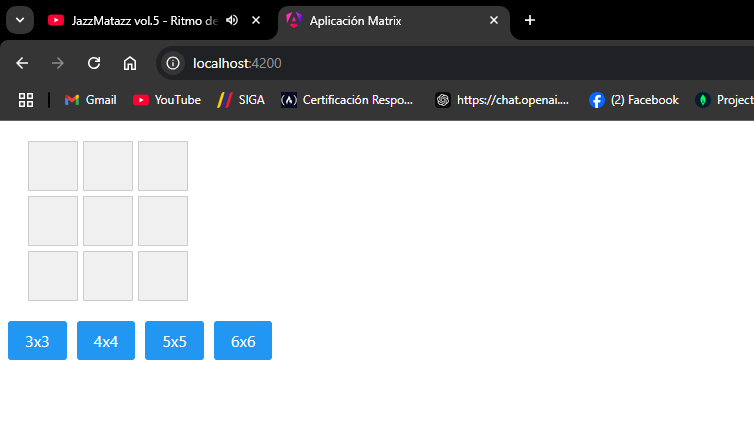 JazzMatazz vol.5 - Ritmo de
Aplicación Matrix
localhost:4200
Gmail
YouTube
SIGA
Certificación Respo...
https://chat.openai....
(2) Facebook
Project
3x3
4x4
5x5
6x6